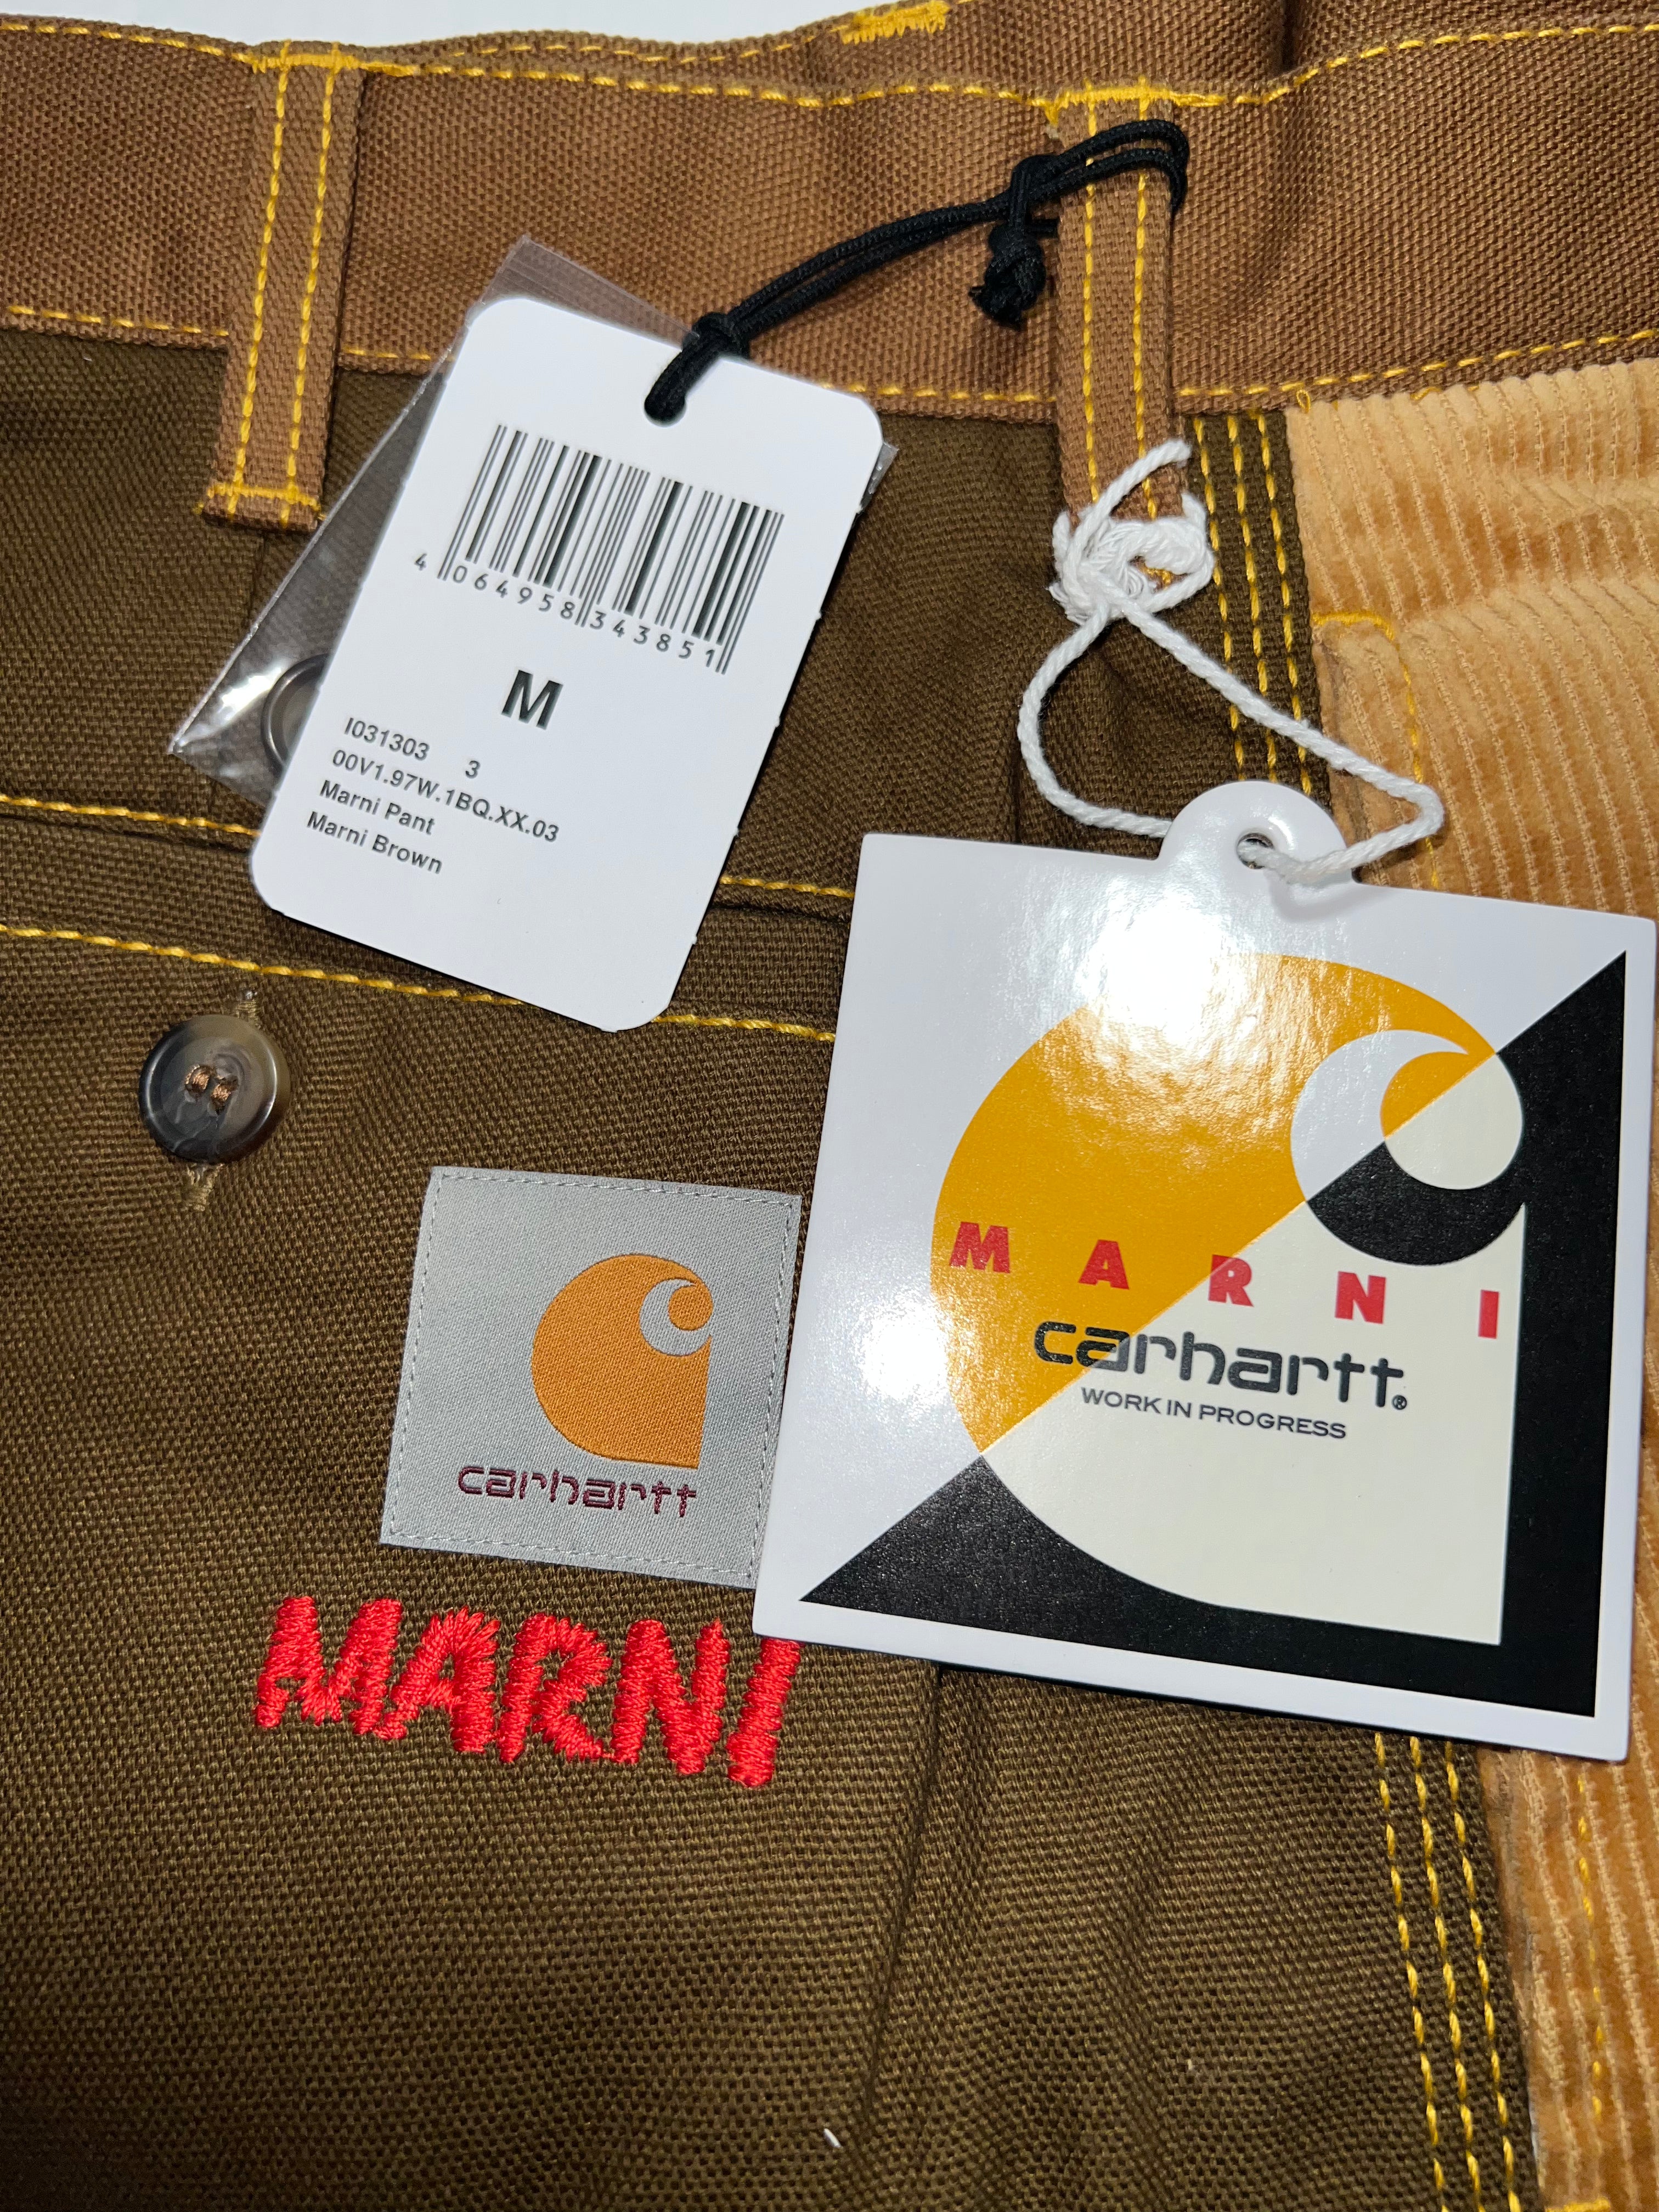 4 064958 343851
M
I031303 3
00V1.97W.1BQ.XX.03
Marni Pant
Marni Brown
MARNI
carhartt®
WORK IN PROGRESS
carhartt
MARNI